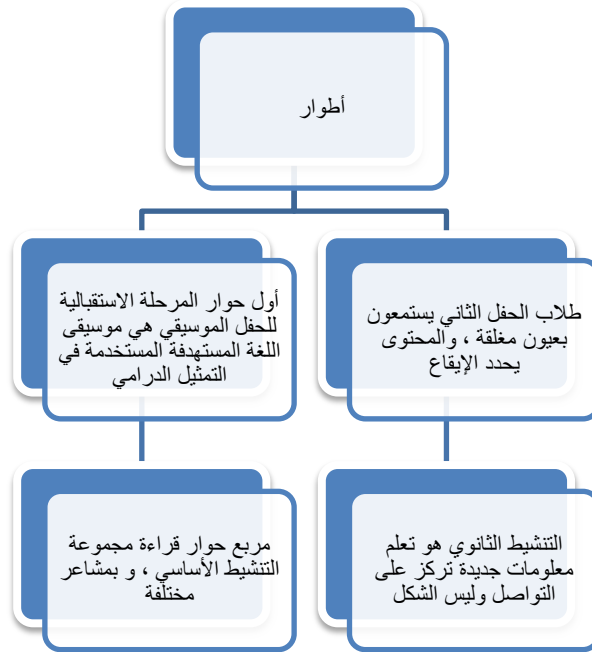 أطوار
أول حوار المرحلة الاستقبالية
للحفل الموسيقي هي موسيقى
اللغة المستهدفة المستخدمة في
التمثيل الدرامي
طلاب الحفل الثاني يستمعون
بعيون مغلقة ، والمحتوى
يحدد الإيقاع
مربع حوار قراءة مجموعة
التنشيط الأساسي ، و بمشاعر
مختلفة
التنشيط الثانوي هو تعلم
معلومات جديدة تركز على
التواصل وليس الشكل